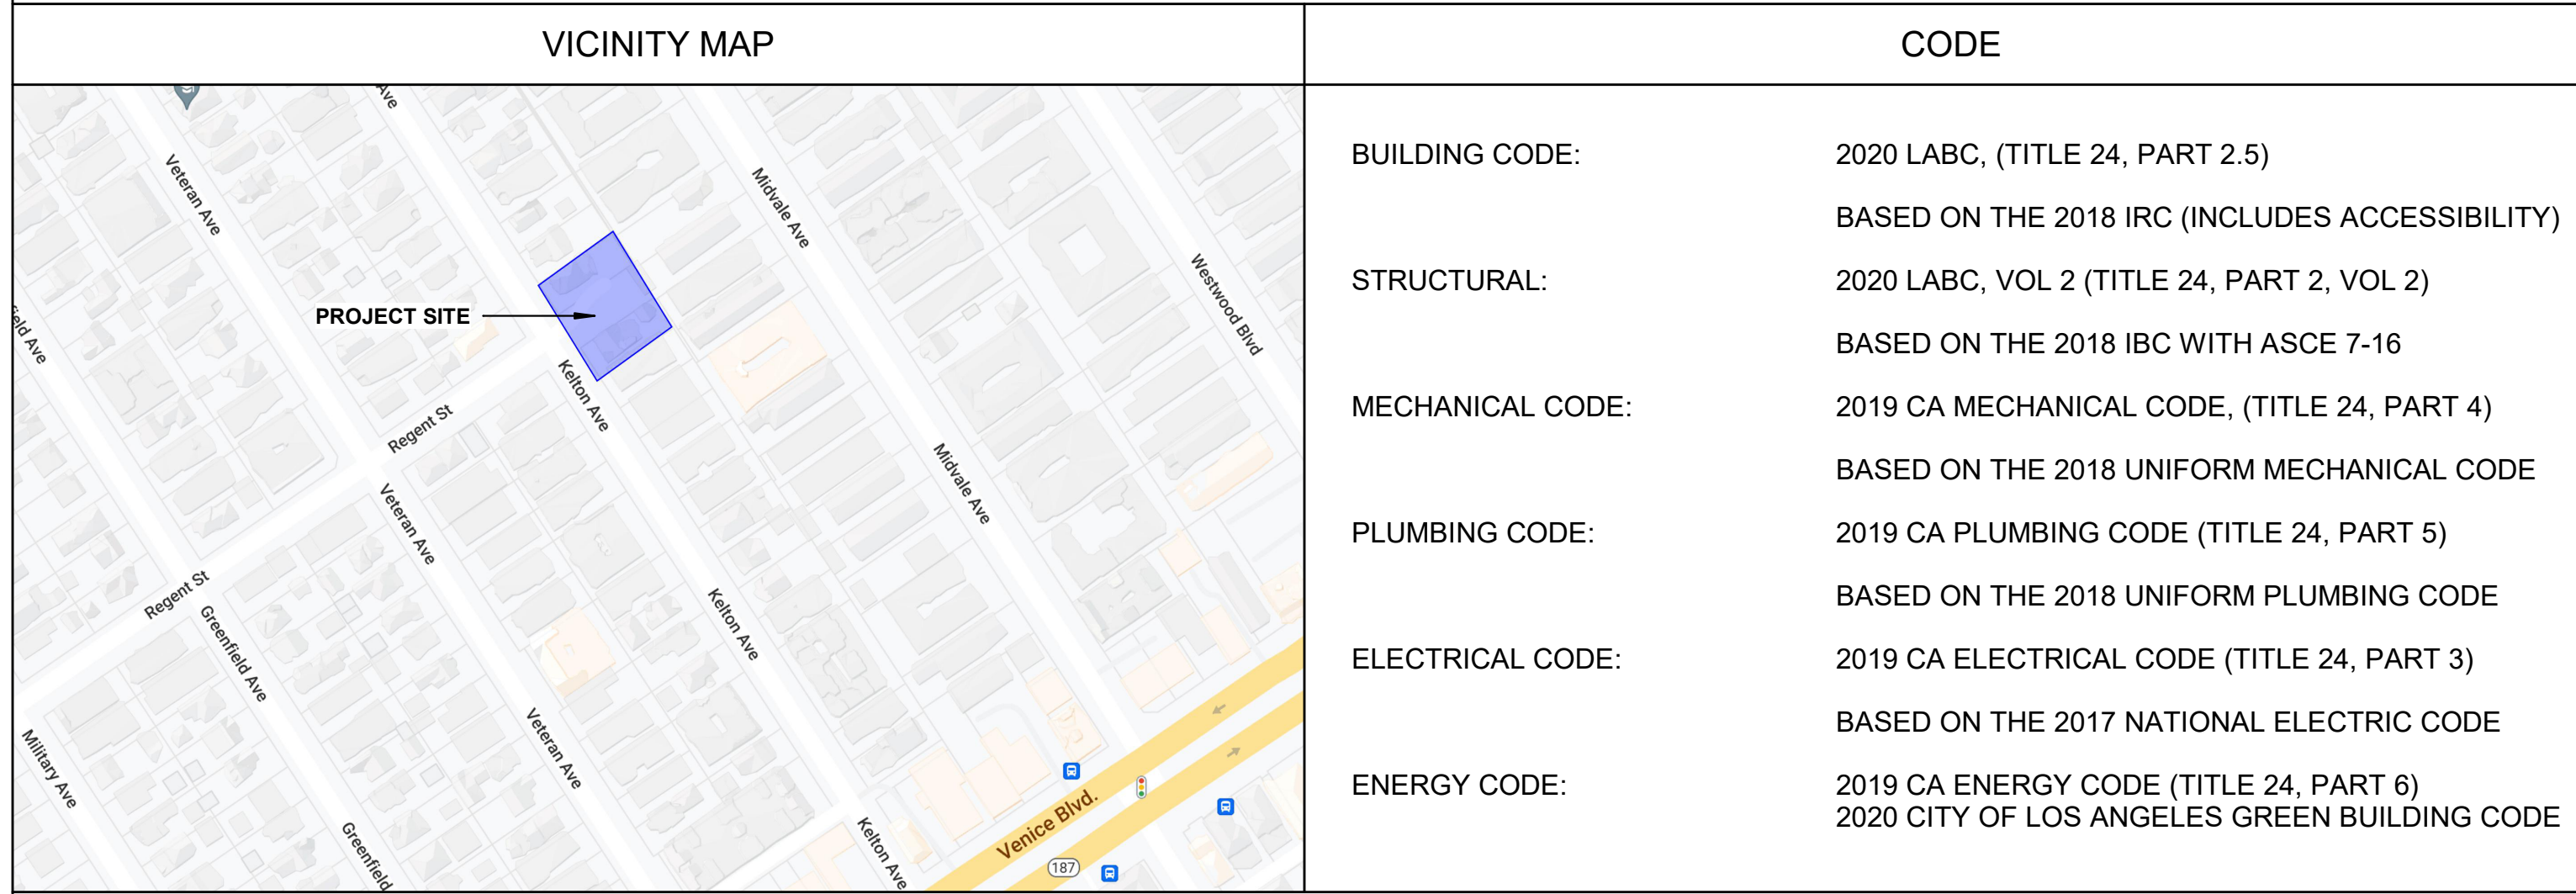 VICINITY MAP
CODE
Ave
Veteran Ave
Midvale Ave
Westwood Blvd
PROJECT SITE
field Ave
Kelton Ave
Regent St
Midvale Ave
Veteran Ave
Regent St
Greenfield Ave
Kelton Ave
Veteran Ave
Military Ave
Greenfield
Kelton Ave
Venice Blvd.
187
BUILDING CODE: 2020 LABC, (TITLE 24, PART 2.5)
BASED ON THE 2018 IRC (INCLUDES ACCESSIBILITY)
STRUCTURAL: 2020 LABC, VOL 2 (TITLE 24, PART 2, VOL 2)
BASED ON THE 2018 IBC WITH ASCE 7-16
MECHANICAL CODE: 2019 CA MECHANICAL CODE, (TITLE 24, PART 4)
BASED ON THE 2018 UNIFORM MECHANICAL CODE
PLUMBING CODE: 2019 CA PLUMBING CODE (TITLE 24, PART 5)
BASED ON THE 2018 UNIFORM PLUMBING CODE
ELECTRICAL CODE: 2019 CA ELECTRICAL CODE (TITLE 24, PART 3)
BASED ON THE 2017 NATIONAL ELECTRIC CODE
ENERGY CODE: 2019 CA ENERGY CODE (TITLE 24, PART 6)
2020 CITY OF LOS ANGELES GREEN BUILDING CODE